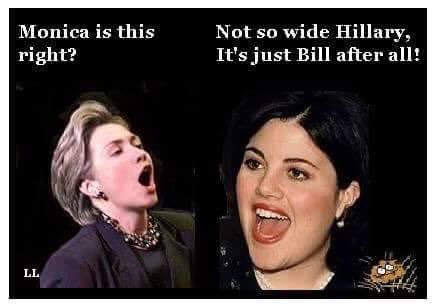 Monica is this
right?
Not so wide Hillary,
It's just Bill after all!
LL